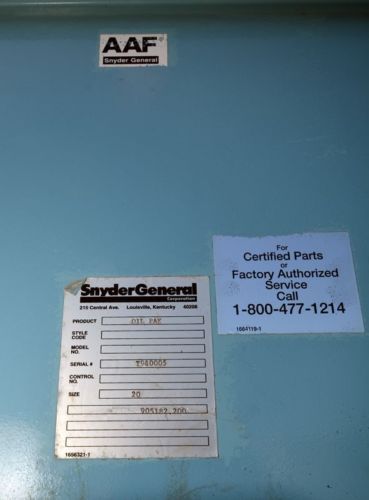 AAF®
Snyder General
For
Certified Parts
or
Factory Authorized
Service
Call
1-800-477-1214
1664119-1
SnyderGeneral
Corporation
215 Central Ave. Louisville, Kentucky 40208
PRODUCT OIL PAK
STYLE
CODE
MODEL
NO.
SERIAL # T940005
CONTROL
NO.
SIZE 20
905182.200
1656321-1